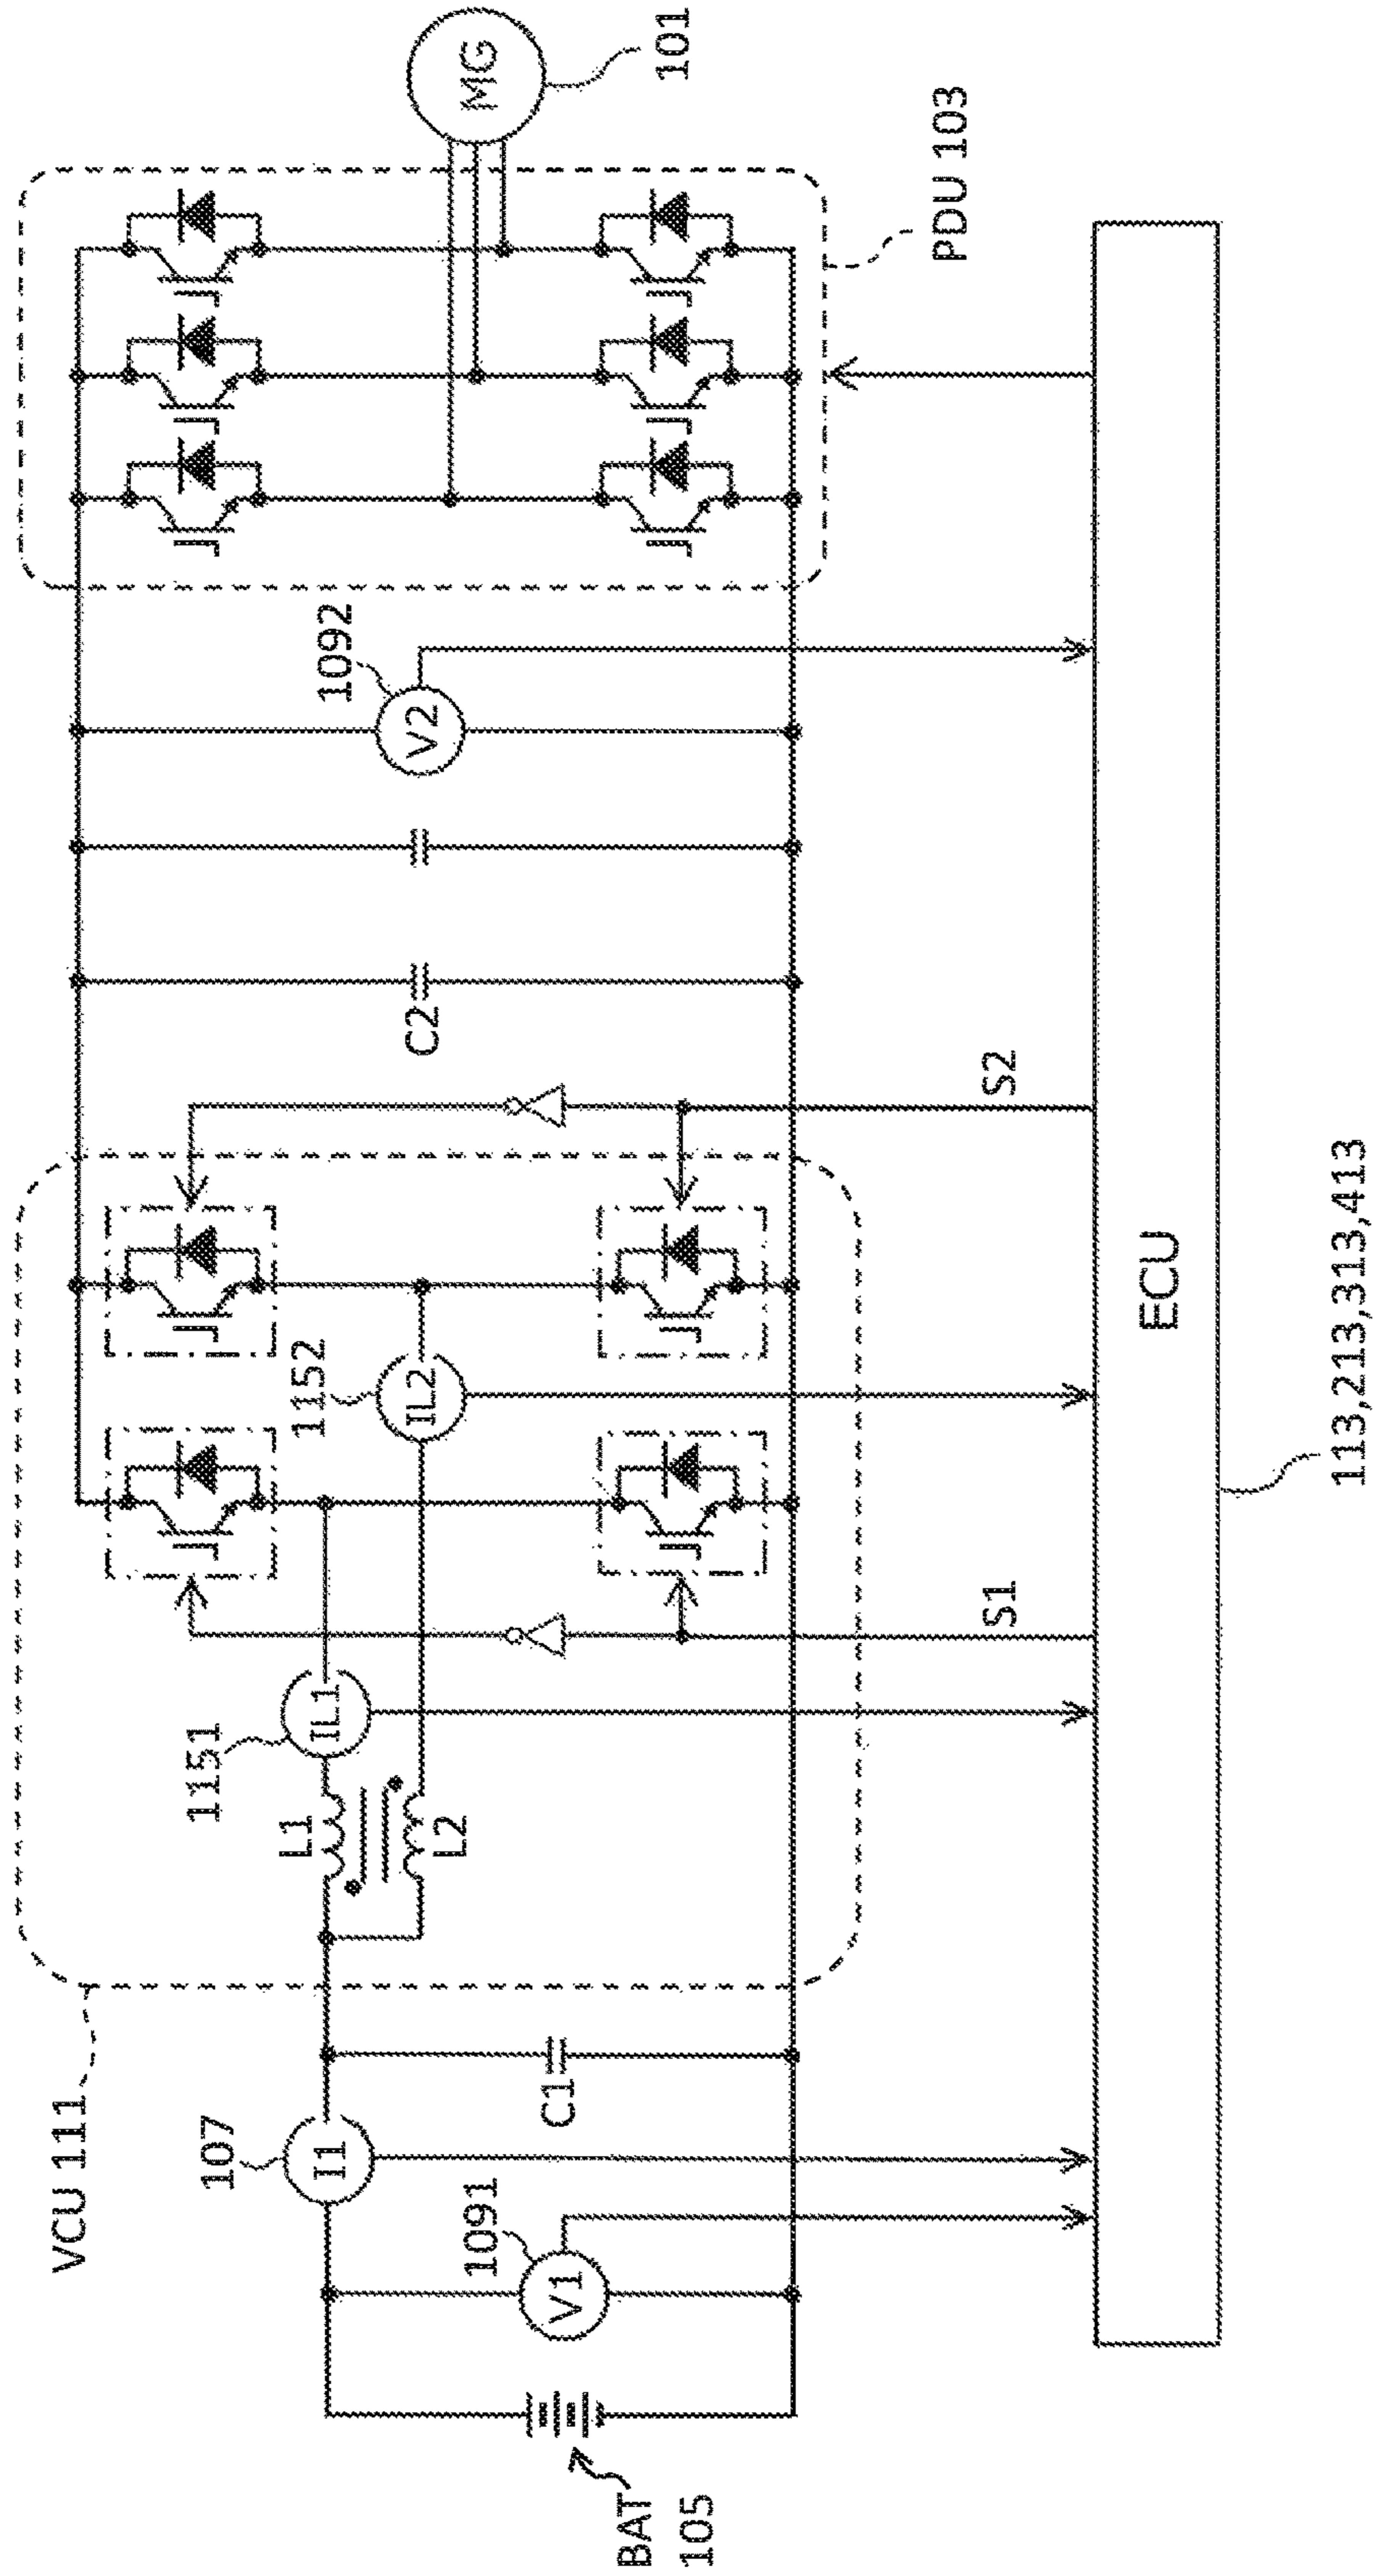 VCU 111
107
I1
1091
V1
C1
BAT
105
1151
IL1
L1
L2
S1
1152
IL2
S2
C2
1092
V2
PDU 103
MG
101
ECU
113,213,313,413